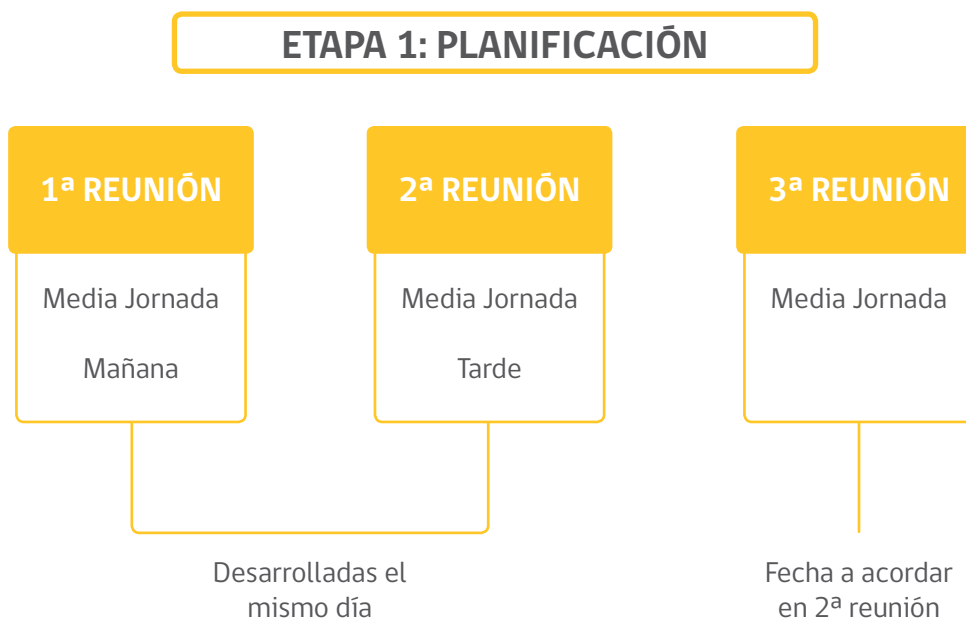 ETAPA 1: PLANIFICACIÓN
1ª REUNIÓN
Media Jornada
Mañana
2ª REUNIÓN
Media Jornada
Tarde
Desarrolladas el
mismo día
3ª REUNIÓN
Media Jornada
Fecha a acordar
en 2ª reunión